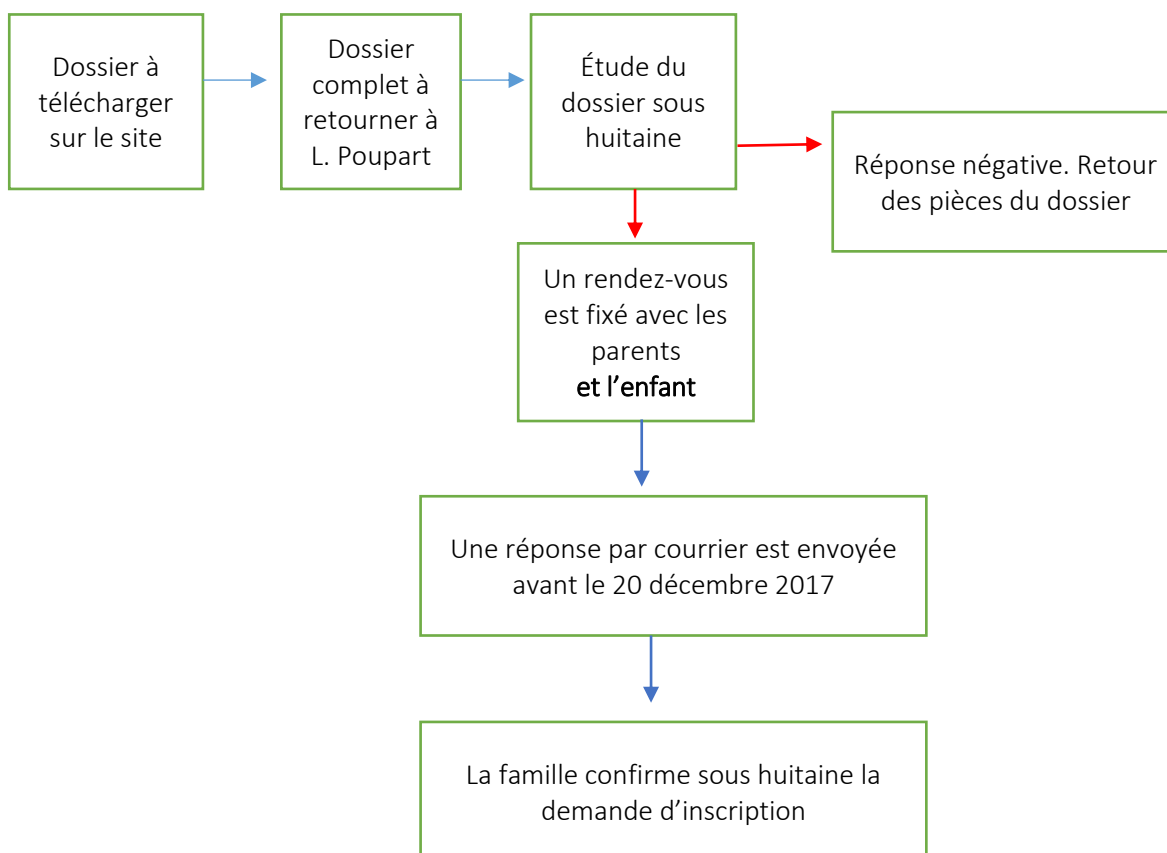 Dossier à
télécharger
sur le site
Dossier
complet à
retourner à
L. Poupart
Étude du
dossier sous
huitaine
Réponse négative. Retour
des pièces du dossier
Un rendez-vous
est fixé avec les
parents
et l’enfant
Une réponse par courrier est envoyée
avant le 20 décembre 2017
La famille confirme sous huitaine la
demande d’inscription